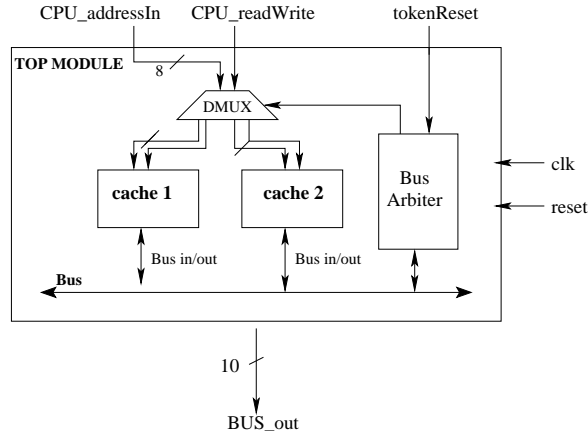 CPU_addressIn CPU_readWrite tokenReset
TOP MODULE
8
DMUX
clk
cache 1 cache 2
Bus
Arbiter
reset
Bus in/out Bus in/out
Bus
10
BUS_out